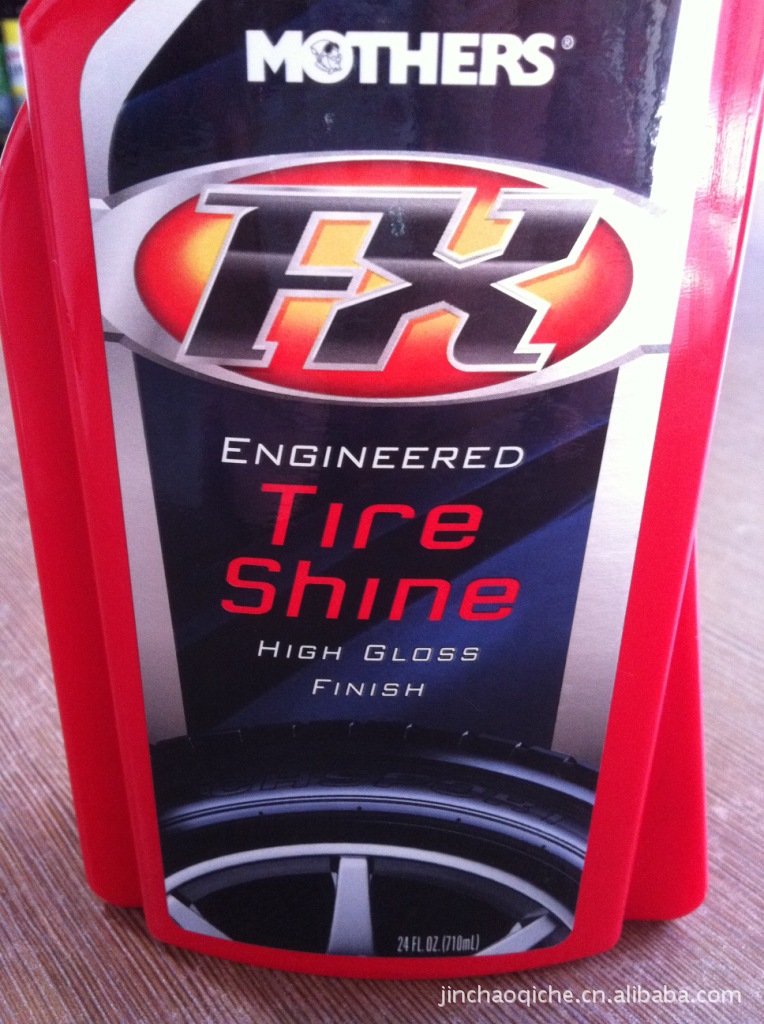 MOTHERS®
FX
ENGINEERED
Tire
Shine
HIGH GLOSS
FINISH
24 FL. OZ. (710mL)
jinchaoqiche.cn.alibaba.com